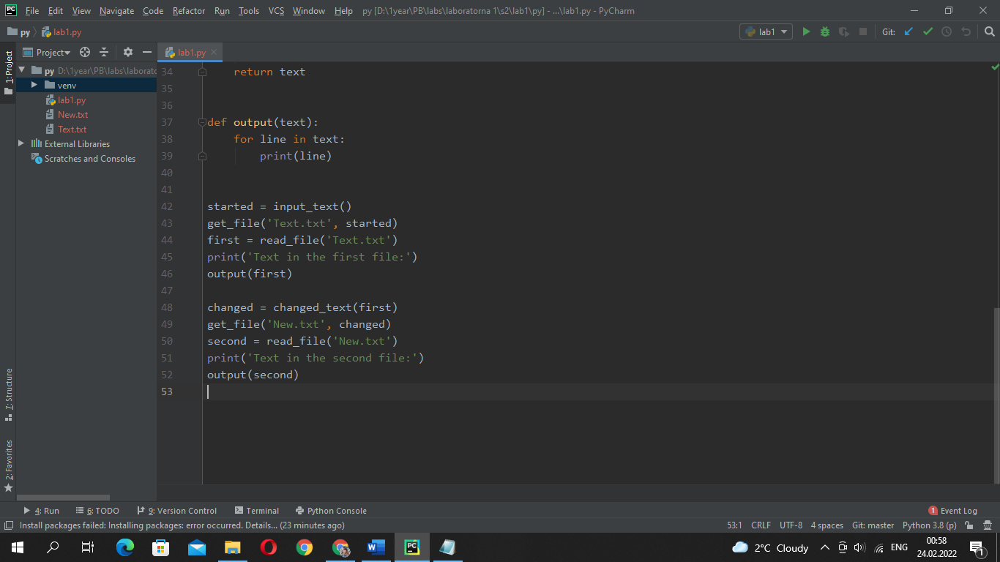 PC File Edit View Navigate Code Refactor Run Tools VCS Window Help py [D:\1year\PB\labs\laboratorna 1\s2\lab1\py] - ...\lab1.py - PyCharm
py lab1.py lab1 Git:
1: Project
Project lab1.py
py D:\1year\PB\labs\laborato
venv
lab1.py
New.txt
Text.txt
External Libraries
Scratches and Consoles
34 return text
35
36
37 def output(text):
38 for line in text:
39 print(line)
40
41
42 started = input_text()
43 get_file('Text.txt', started)
44 first = read_file('Text.txt')
45 print('Text in the first file:')
46 output(first)
47
48 changed = changed_text(first)
49 get_file('New.txt', changed)
50 second = read_file('New.txt')
51 print('Text in the second file:')
52 output(second)
53
7: Structure
2: Favorites
4: Run 6: TODO 9: Version Control Terminal Python Console 1 Event Log
Install packages failed: Installing packages: error occurred. Details... (23 minutes ago) 53:1 CRLF UTF-8 4 spaces Git: master Python 3.8 (p)
W PC 2°C Cloudy ENG 00:58
24.02.2022 1